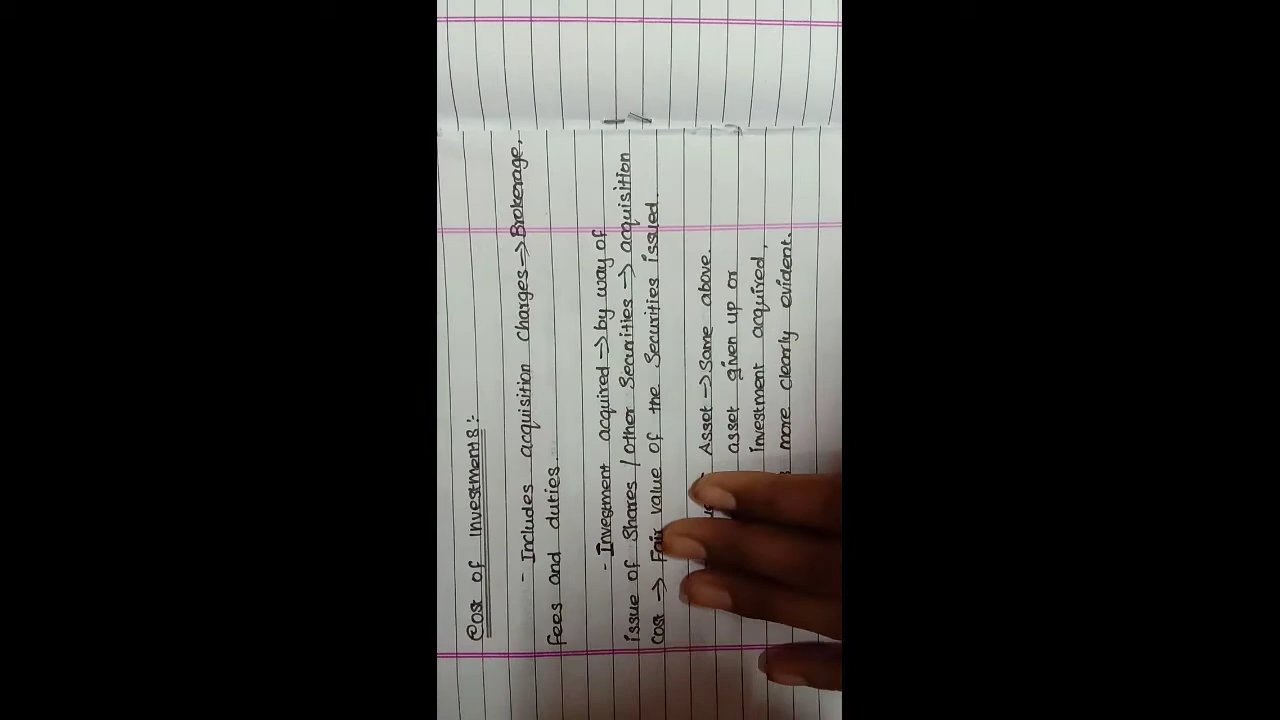 Cost of Investments:-
- Includes acquisition charges → Brokerage,
fees and duties.
- Investment acquired → by way of
issue of Shares / other Securities → acquisition
cost → Fair value of the Securities issued.
Asset → Same above.
asset given up or
Investment acquired,
more clearly evident.